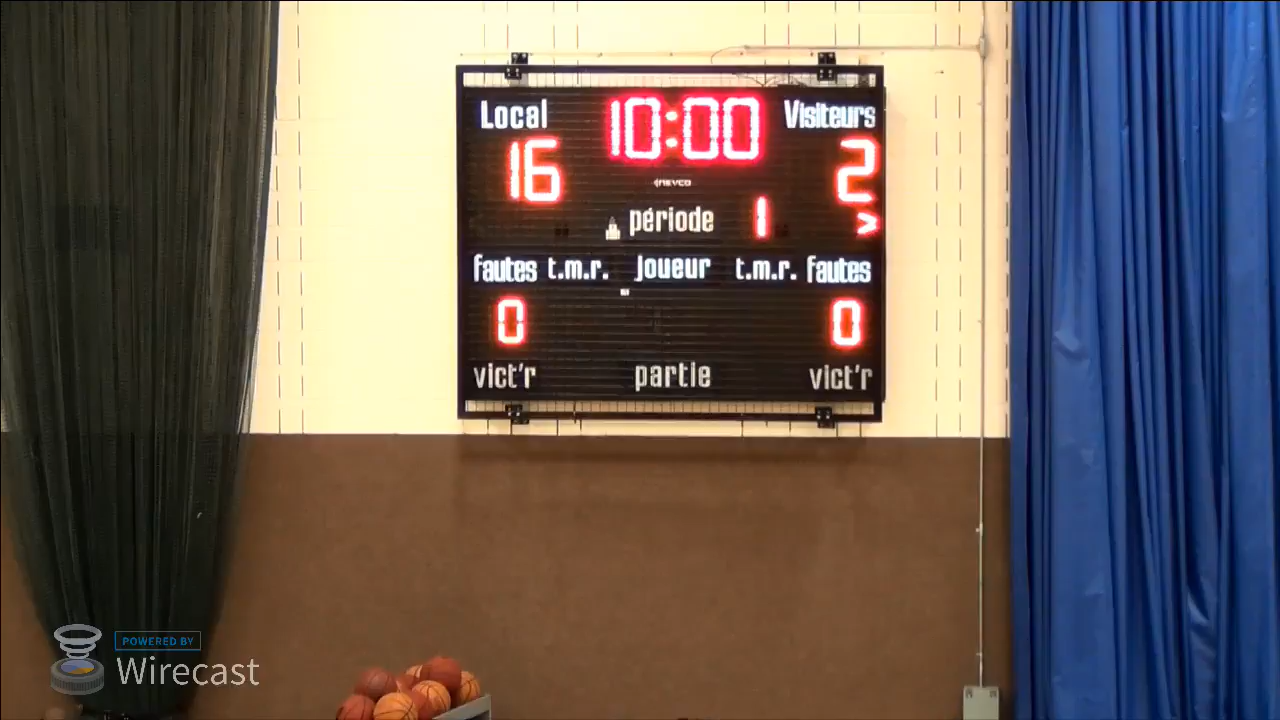 Local 10:00 Visiteurs
16 2
NEVCO
période 1 >
fautes t.m.r. joueur t.m.r. fautes
0 0
vict'r partie vict'r
POWERED BY
Wirecast